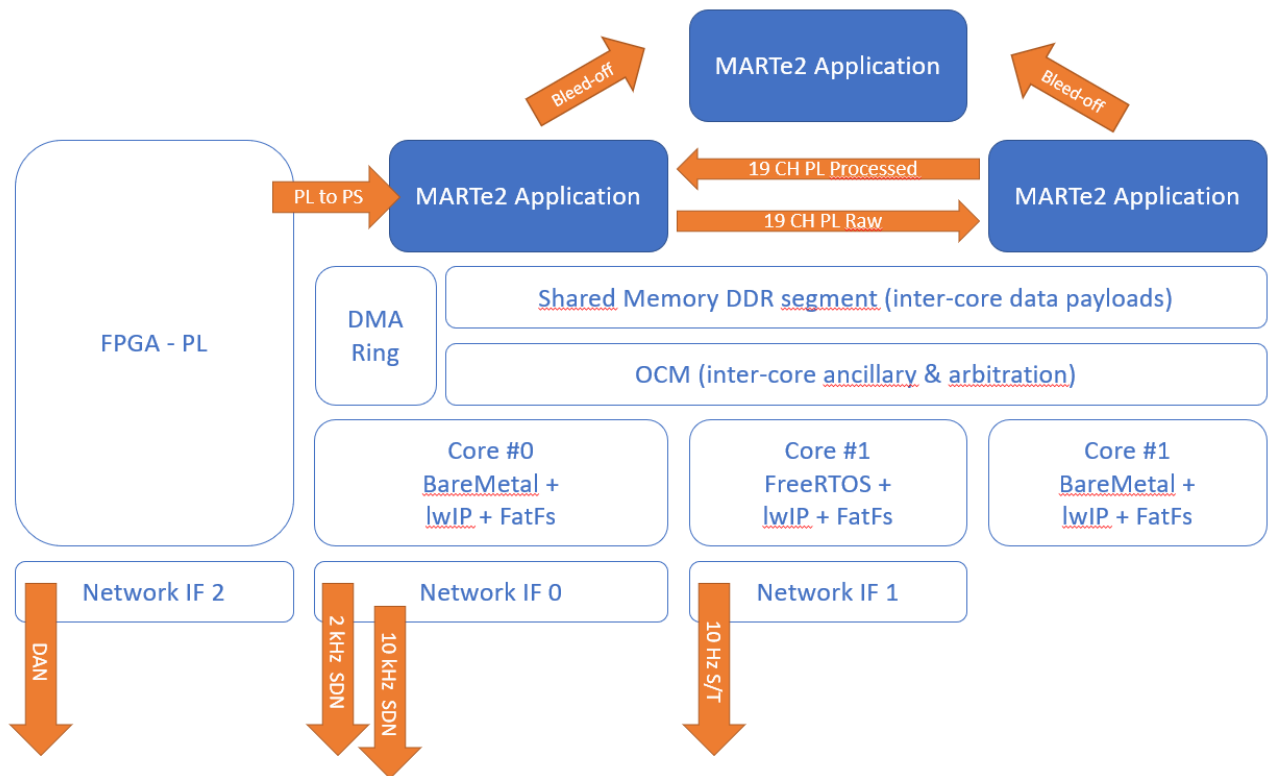 MARTe2 Application
Bleed-off
Bleed-off
PL to PS
MARTe2 Application
19 CH PL Processed
19 CH PL Raw
MARTe2 Application
FPGA - PL
DMA
Ring
Shared Memory DDR segment (inter-core data payloads)
OCM (inter-core ancillary & arbitration)
Core #0
BareMetal +
lwIP + FatFs
Core #1
FreeRTOS +
lwIP + FatFs
Core #1
BareMetal +
lwIP + FatFs
Network IF 2
Network IF 0
Network IF 1
DAN
2 kHz SDN
10 kHz SDN
10 Hz S/T